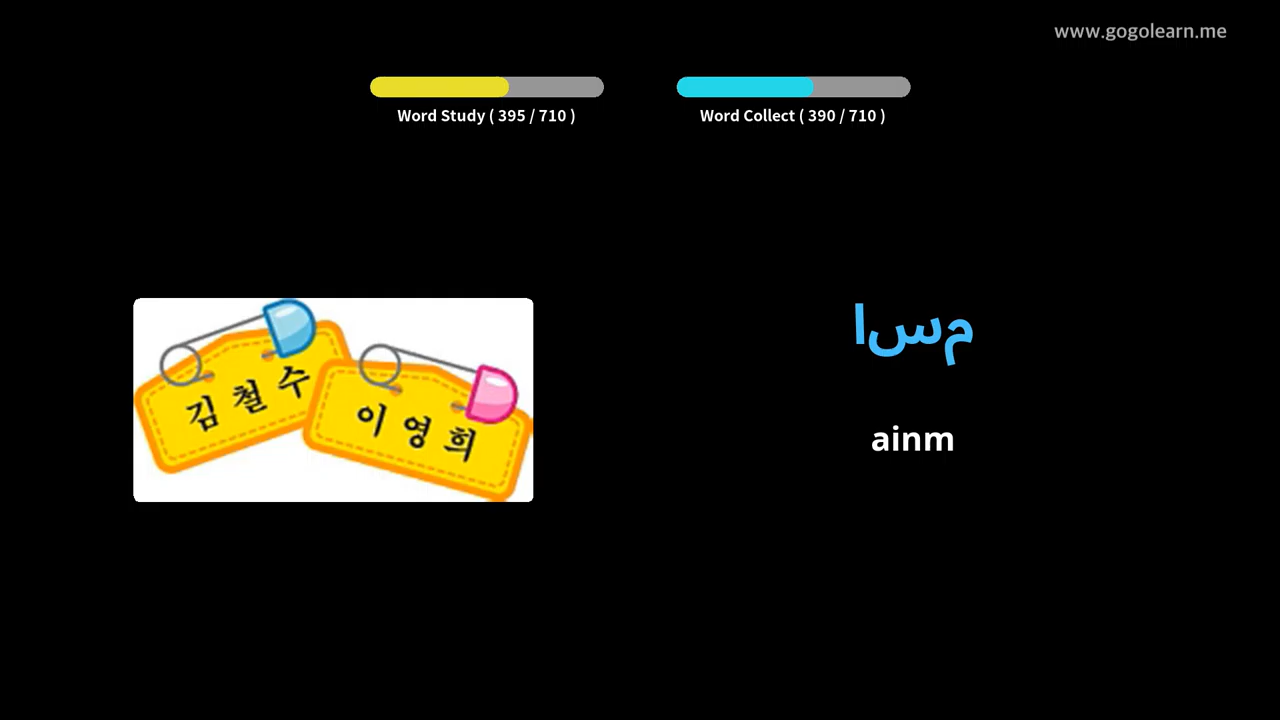 www.gogolearn.me
Word Study ( 395 / 710 )
Word Collect ( 390 / 710 )
김철수
이영희
اسم
ainm